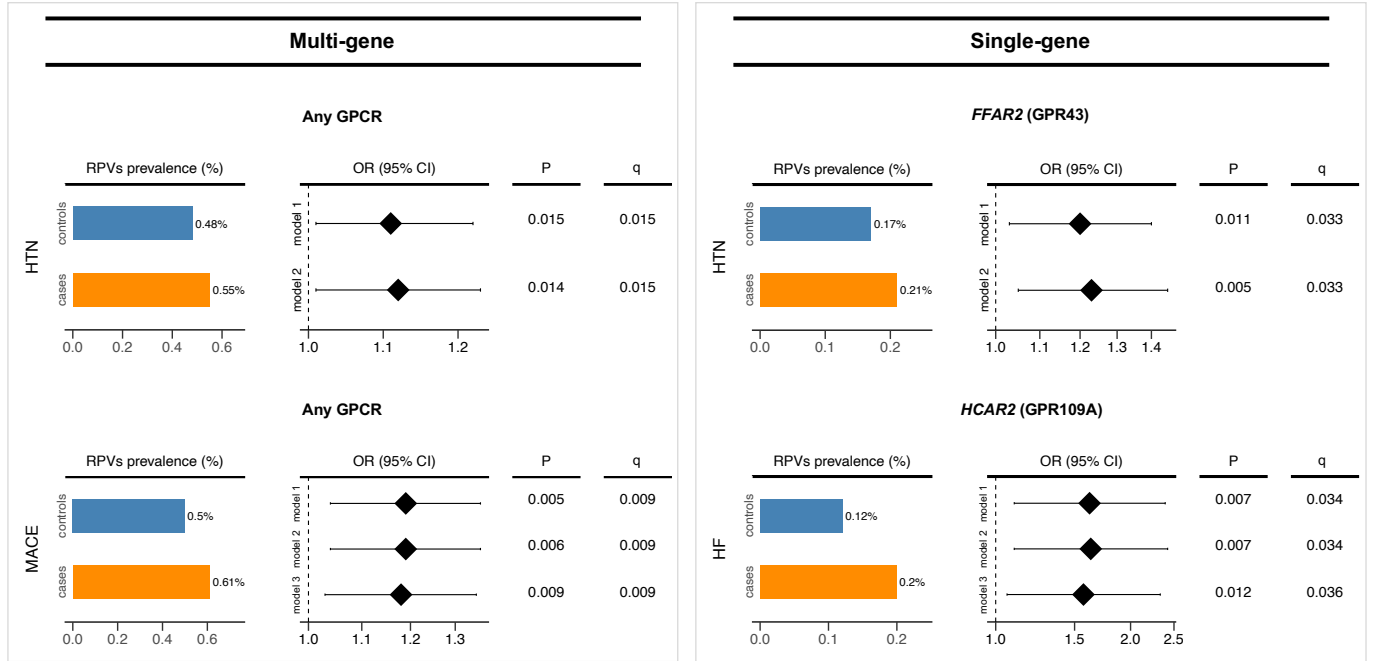 Multi-gene
Any GPCR
RPVs prevalence (%) OR (95% CI) P q
HTN
controls 0.48% model 1 0.015 0.015
cases 0.55% model 2 0.014 0.015
0.0 0.2 0.4 0.6 1.0 1.1 1.2
Any GPCR
RPVs prevalence (%) OR (95% CI) P q
MACE
controls 0.5% model 1 0.005 0.009
model 2 0.006 0.009
cases 0.61% model 3 0.009 0.009
0.0 0.2 0.4 0.6 1.0 1.1 1.2 1.3
Single-gene
FFAR2 (GPR43)
RPVs prevalence (%) OR (95% CI) P q
HTN
controls 0.17% model 1 0.011 0.033
cases 0.21% model 2 0.005 0.033
0.0 0.1 0.2 1.0 1.1 1.2 1.3 1.4
HCAR2 (GPR109A)
RPVs prevalence (%) OR (95% CI) P q
HF
controls 0.12% model 1 0.007 0.034
model 2 0.007 0.034
cases 0.2% model 3 0.012 0.036
0.0 0.1 0.2 1.0 1.5 2.0 2.5